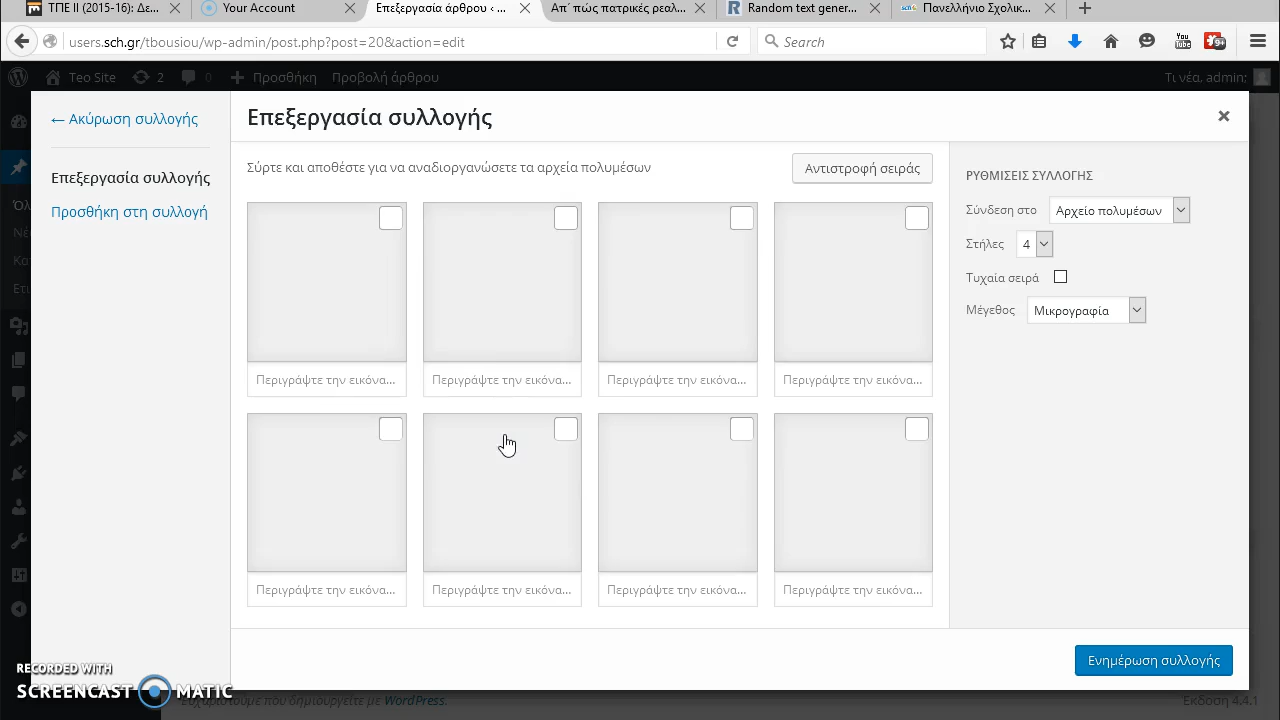 ΤΠΕ ΙΙ (2015-16): Δε...
Your Account
Επεξεργασία άρθρου ‹ ...
Απ΄ πώς πατρικές ρεαλ...
Random text gener...
Πανελλήνιο Σχολικ...
users.sch.gr/tbousiou/wp-admin/post.php?post=20&action=edit
Search
Teo Site
2
0
Προσθήκη
Προβολή άρθρου
Τι νέα, admin:
← Ακύρωση συλλογής
Επεξεργασία συλλογής
Προσθήκη στη συλλογή
Επεξεργασία συλλογής
Σύρτε και αποθέστε για να αναδιοργανώσετε τα αρχεία πολυμέσων
Αντιστροφή σειράς
Περιγράψτε την εικόνα...
Περιγράψτε την εικόνα...
Περιγράψτε την εικόνα...
Περιγράψτε την εικόνα...
Περιγράψτε την εικόνα...
Περιγράψτε την εικόνα...
Περιγράψτε την εικόνα...
Περιγράψτε την εικόνα...
ΡΥΘΜΙΣΕΙΣ ΣΥΛΛΟΓΗΣ
Σύνδεση στο Αρχείο πολυμέσων
Στήλες 4
Τυχαία σειρά
Μέγεθος Μικρογραφία
Ενημέρωση συλλογής
RECORDED WITH
SCREENCAST MATIC
που δημιουργείτε με WordPress.
Έκδοση 4.4.1